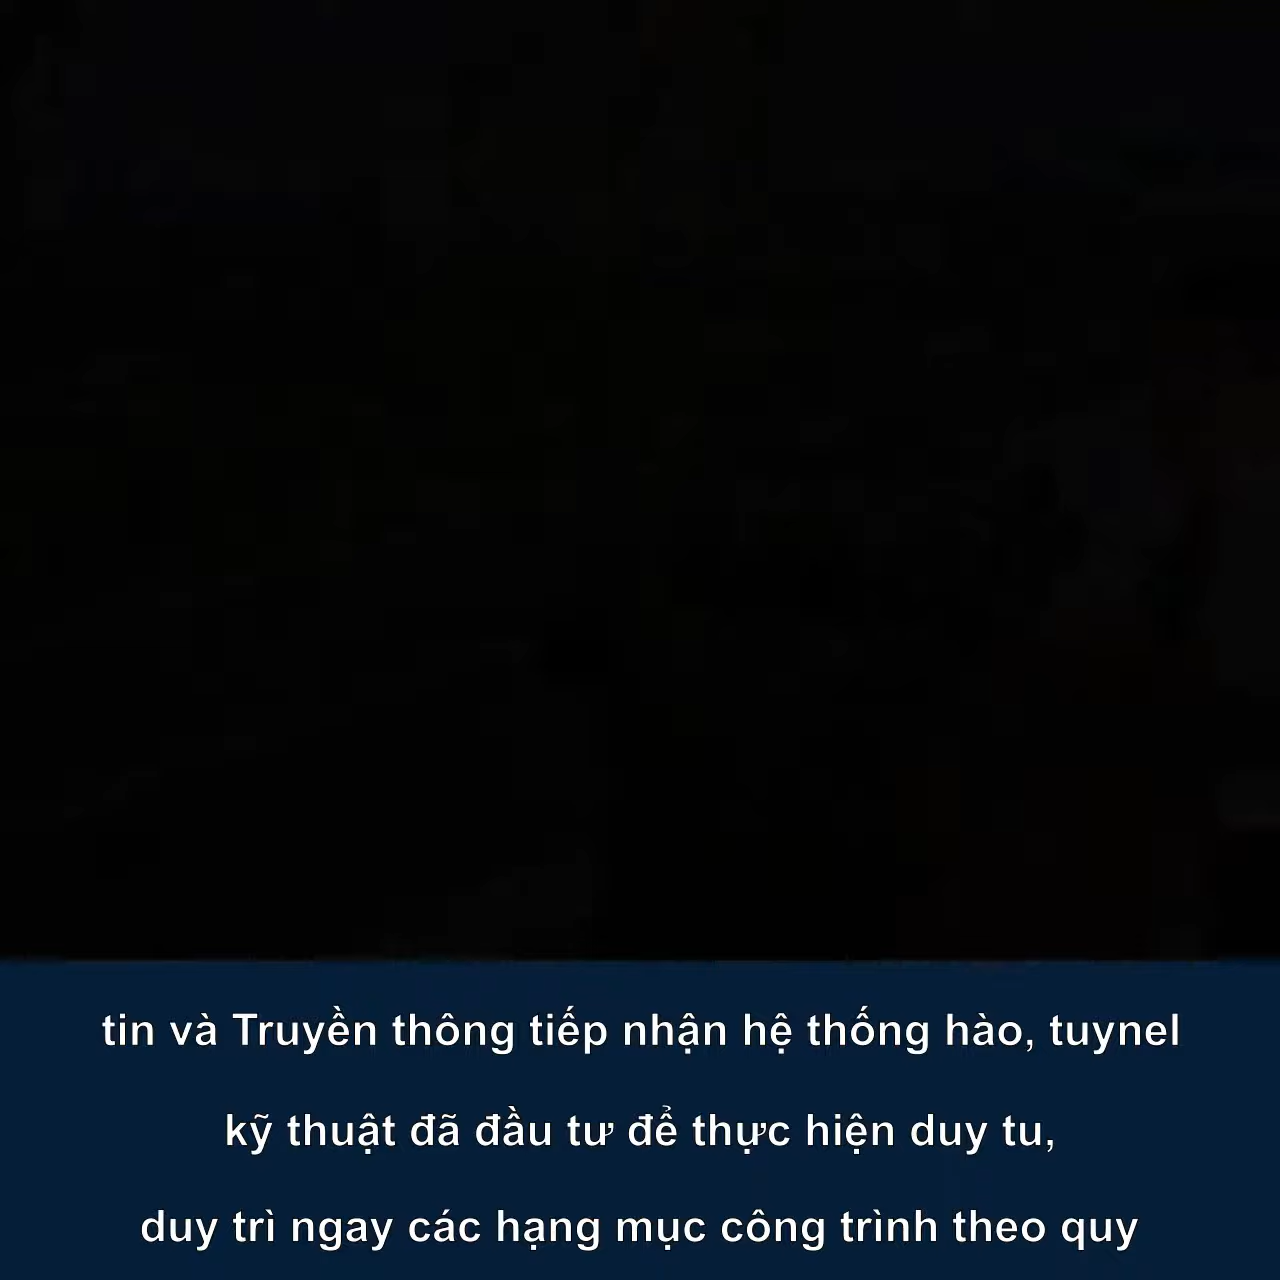 tin và Truyền thông tiếp nhận hệ thống hào, tuynel
kỹ thuật đã đầu tư để thực hiện duy tu,
duy trì ngay các hạng mục công trình theo quy